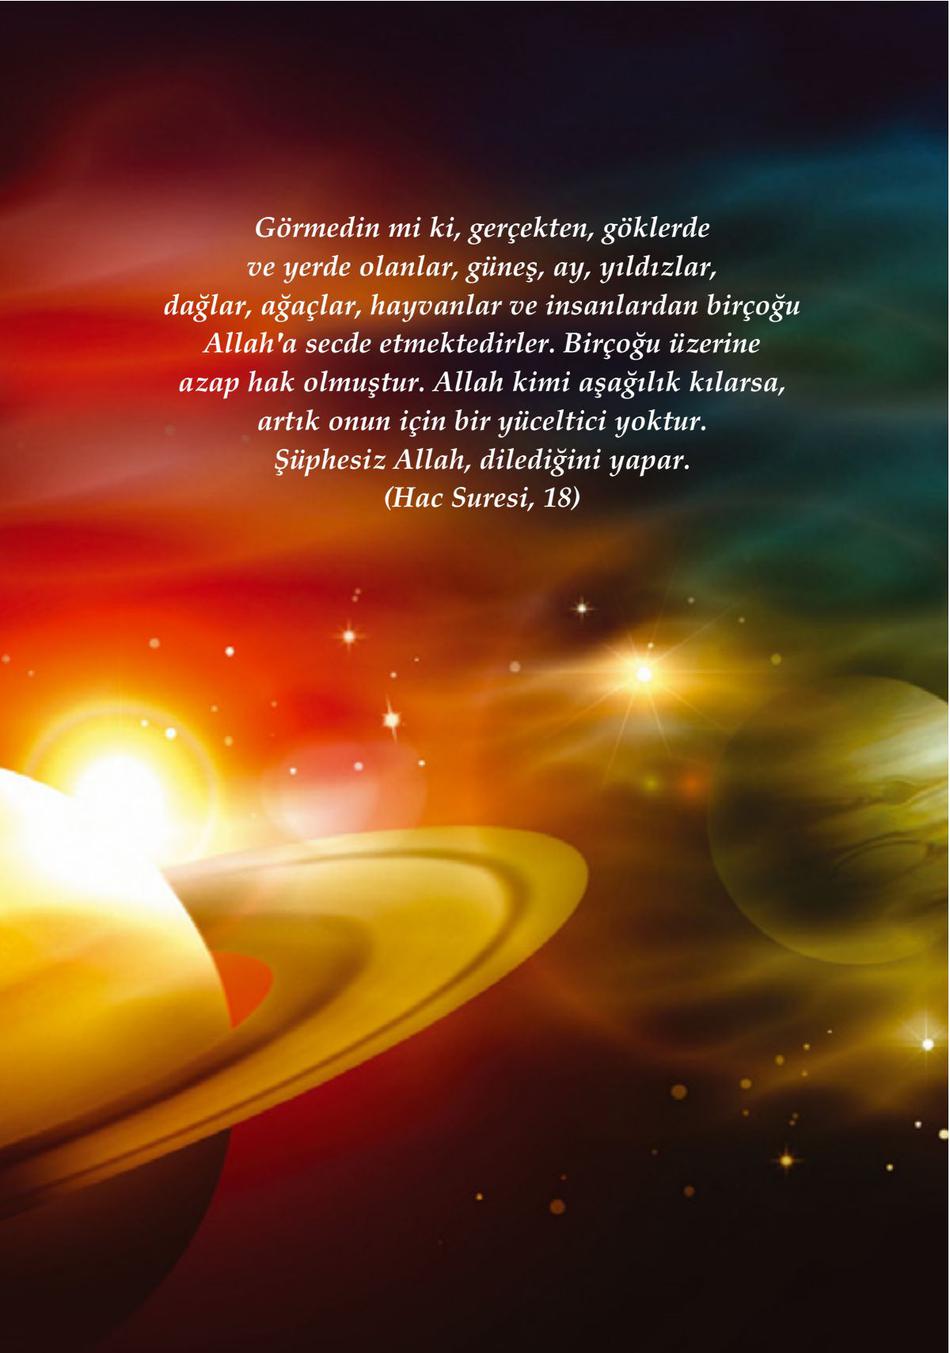 Görmedin mi ki, gerçekten, göklerde
ve yerde olanlar, güneş, ay, yıldızlar,
dağlar, ağaçlar, hayvanlar ve insanlardan birçoğu
Allah'a secde etmektedirler. Birçoğu üzerine
azap hak olmuştur. Allah kimi aşağılık kılarsa,
artık onun için bir yüceltici yoktur.
Şüphesiz Allah, dilediğini yapar.
(Hac Suresi, 18)